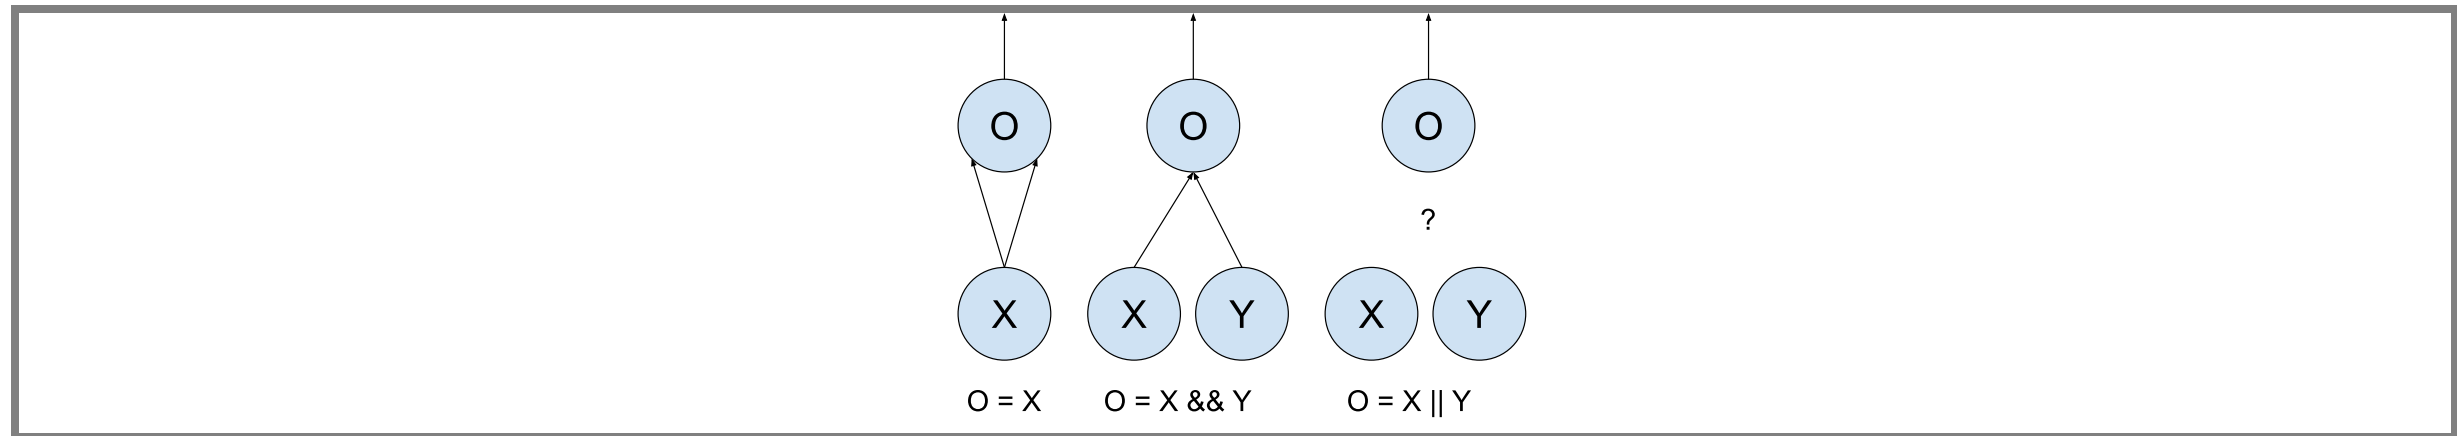 O O O
?
X X Y X Y
O = X O = X && Y O = X || Y